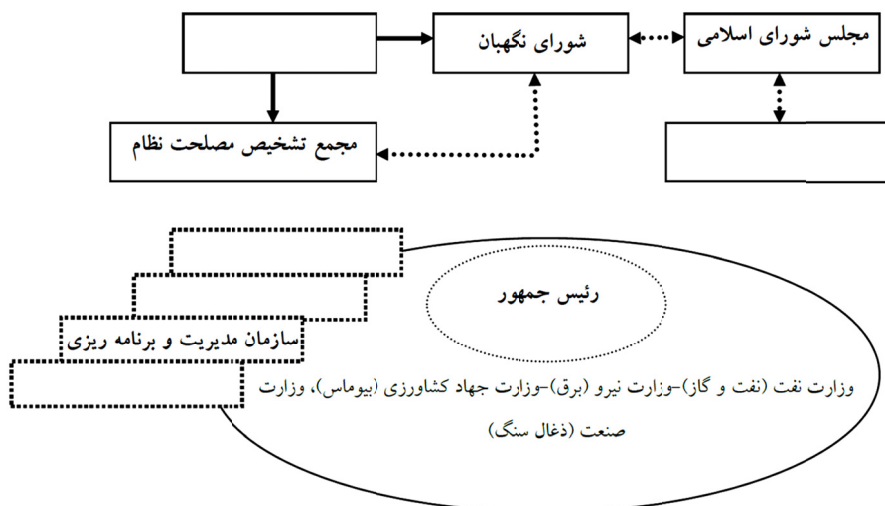 مجلس شورای اسلامی
شورای نگهبان
مجمع تشخیص مصلحت نظام
رئیس جمهور
سازمان مدیریت و برنامه ریزی
وزارت نفت (نفت و گاز)-وزارت نیرو (برق)-وزارت جهاد کشاورزی (بیوماس)، وزارت
صنعت (ذغال سنگ)